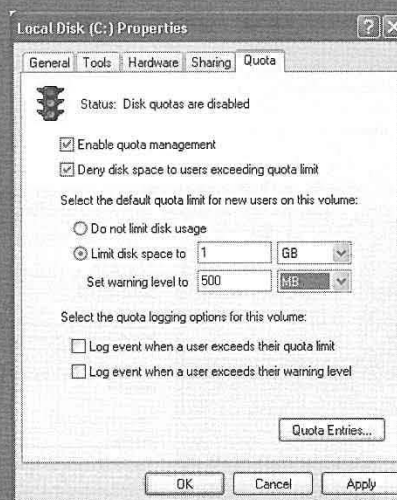 Local Disk (C:) Properties
General Tools Hardware Sharing Quota
Status: Disk quotas are disabled
Enable quota management
Deny disk space to users exceeding quota limit
Select the default quota limit for new users on this volume:
Do not limit disk usage
Limit disk space to 1 GB
Set warning level to 500 MB
Select the quota logging options for this volume:
Log event when a user exceeds their quota limit
Log event when a user exceeds their warning level
Quota Entries...
OK Cancel Apply